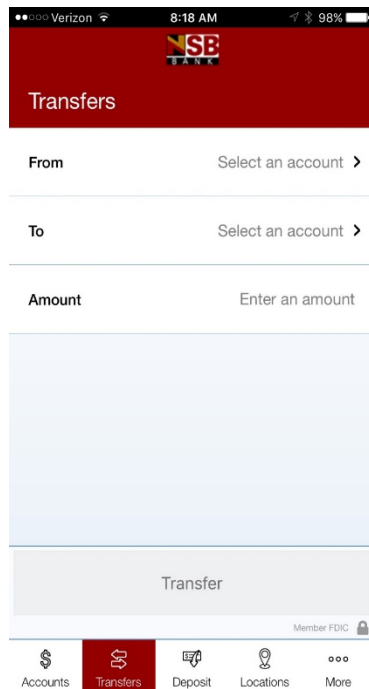 Verizon 8:18 AM 98%
NSB
BANK
Transfers
From Select an account >
To Select an account >
Amount Enter an amount
Transfer
Member FDIC
Accounts Transfers Deposit Locations More